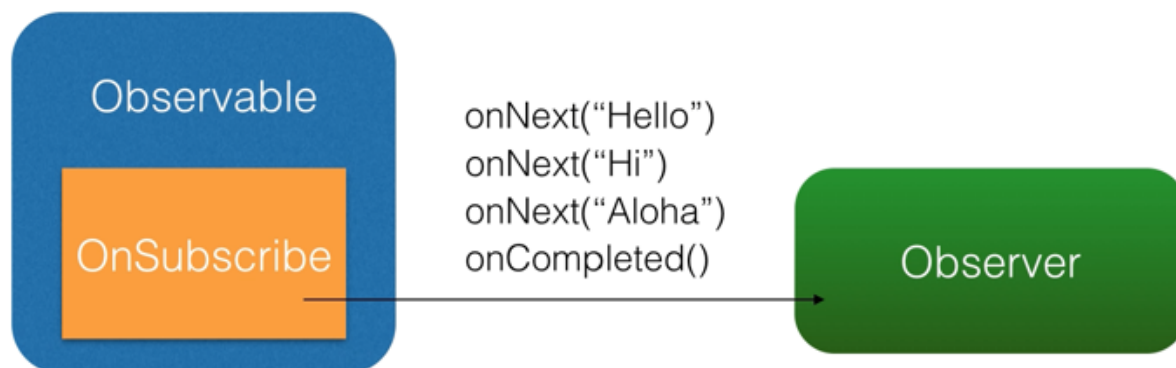 Observable
OnSubscribe
onNext(“Hello”)
onNext(“Hi”)
onNext(“Aloha”)
onCompleted()
Observer